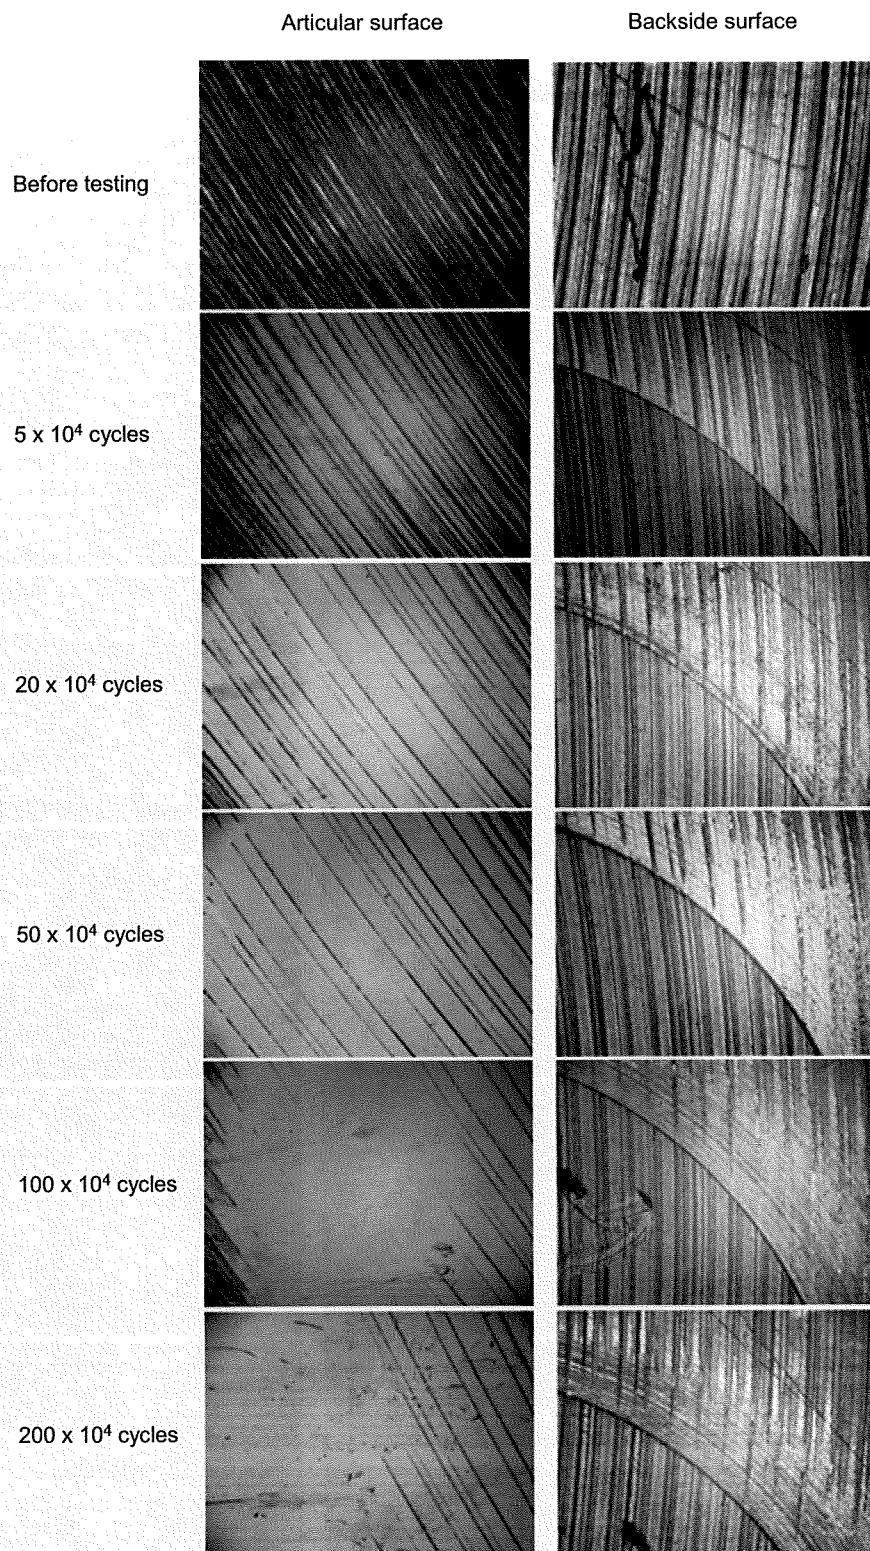 Articular surface
Backside surface
Before testing
5 x 10⁴ cycles
20 x 10⁴ cycles
50 x 10⁴ cycles
100 x 10⁴ cycles
200 x 10⁴ cycles